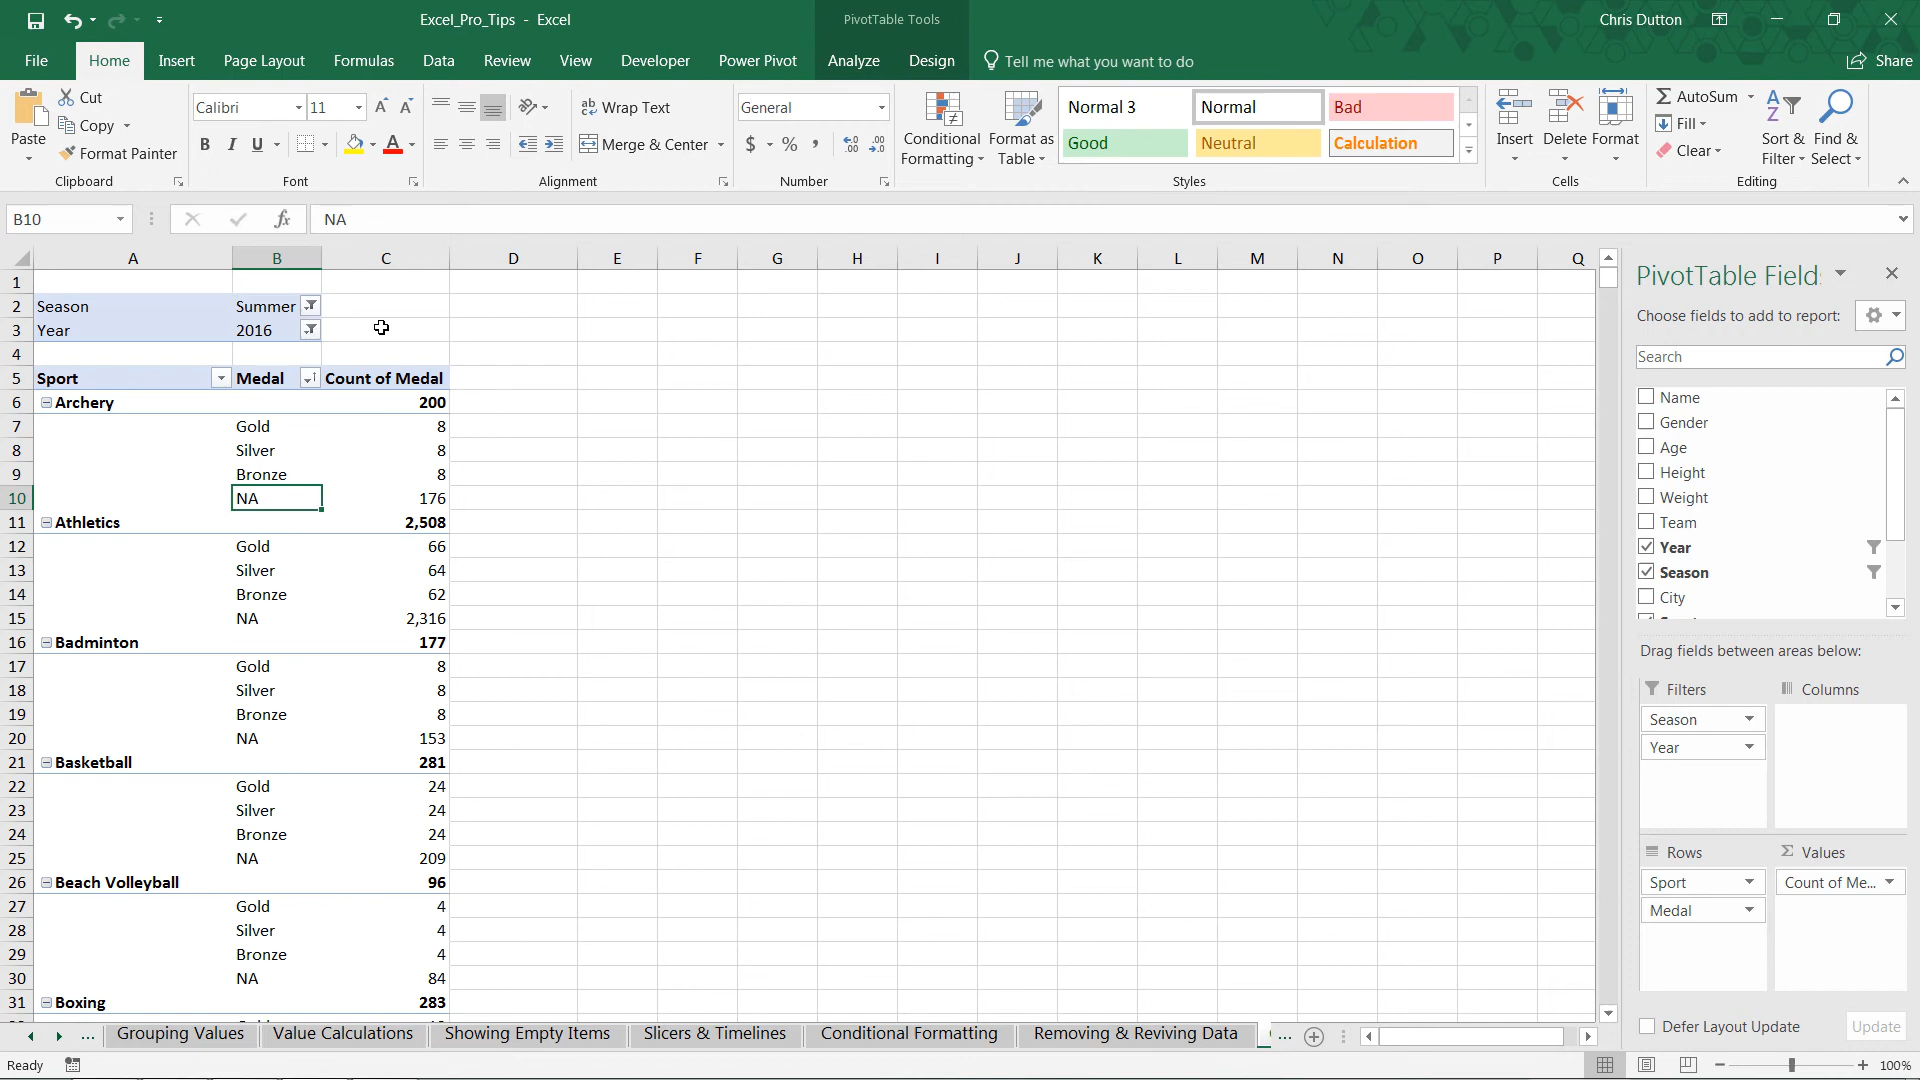 Excel_Pro_Tips - Excel
PivotTable Tools
Chris Dutton
File Home Insert Page Layout Formulas Data Review View Developer Power Pivot Analyze Design Tell me what you want to do Share
Paste
Cut
Copy
Format Painter
Clipboard
Calibri 11
B I U
Font
Wrap Text
Merge & Center
Alignment
General
$ % ,
Number
Conditional Formatting
Format as Table
Normal 3 Normal Bad
Good Neutral Calculation
Styles
Insert Delete Format
Cells
AutoSum
Fill
Clear
Sort & Filter
Find & Select
Editing
B10 fx NA
A B C D E F G H I J K L M N O P Q
1
2 Season Summer
3 Year 2016
4
5 Sport Medal Count of Medal
6 Archery 200
7 Gold 8
8 Silver 8
9 Bronze 8
10 NA 176
11 Athletics 2,508
12 Gold 66
13 Silver 64
14 Bronze 62
15 NA 2,316
16 Badminton 177
17 Gold 8
18 Silver 8
19 Bronze 8
20 NA 153
21 Basketball 281
22 Gold 24
23 Silver 24
24 Bronze 24
25 NA 209
26 Beach Volleyball 96
27 Gold 4
28 Silver 4
29 Bronze 4
30 NA 84
31 Boxing 283
PivotTable Field
Choose fields to add to report:
Search
Name
Gender
Age
Height
Weight
Team
Year
Season
City
Drag fields between areas below:
Filters Columns
Season
Year
Rows Values
Sport Count of Me...
Medal
Defer Layout Update Update
... Grouping Values Value Calculations Showing Empty Items Slicers & Timelines Conditional Formatting Removing & Reviving Data ...
Ready 100%